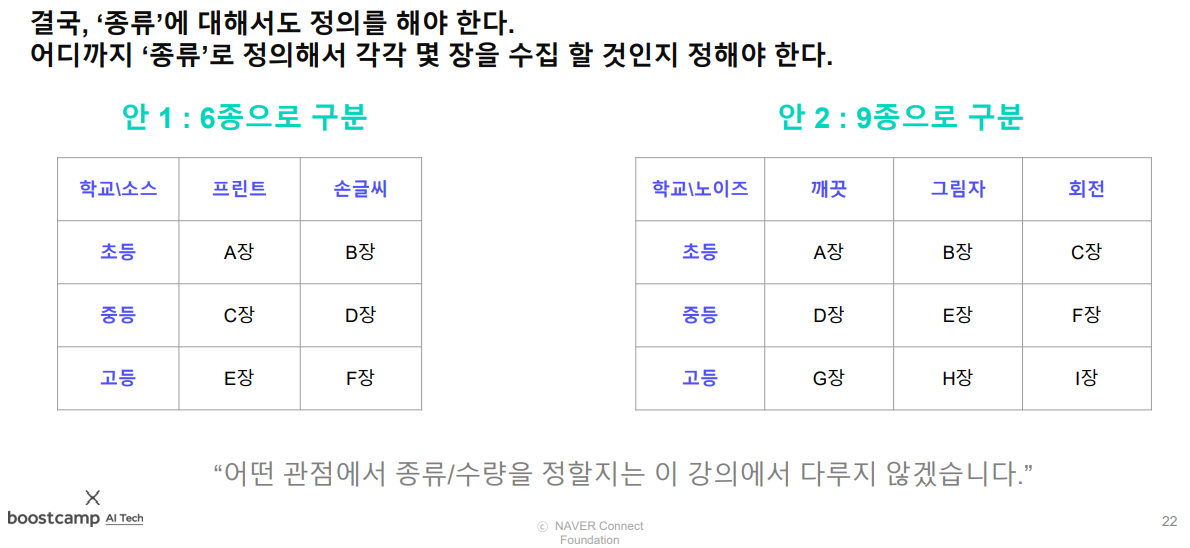 결국, ‘종류’에 대해서도 정의를 해야 한다.
어디까지 ‘종류’로 정의해서 각각 몇 장을 수집 할 것인지 정해야 한다.
안 1 : 6종으로 구분
학교\소스 프린트 손글씨
초등 A장 B장
중등 C장 D장
고등 E장 F장
안 2 : 9종으로 구분
학교\노이즈 깨끗 그림자 회전
초등 A장 B장 C장
중등 D장 E장 F장
고등 G장 H장 I장
“어떤 관점에서 종류/수량을 정할지는 이 강의에서 다루지 않겠습니다.”
boostcamp AI Tech
ⓒ NAVER Connect
Foundation
22